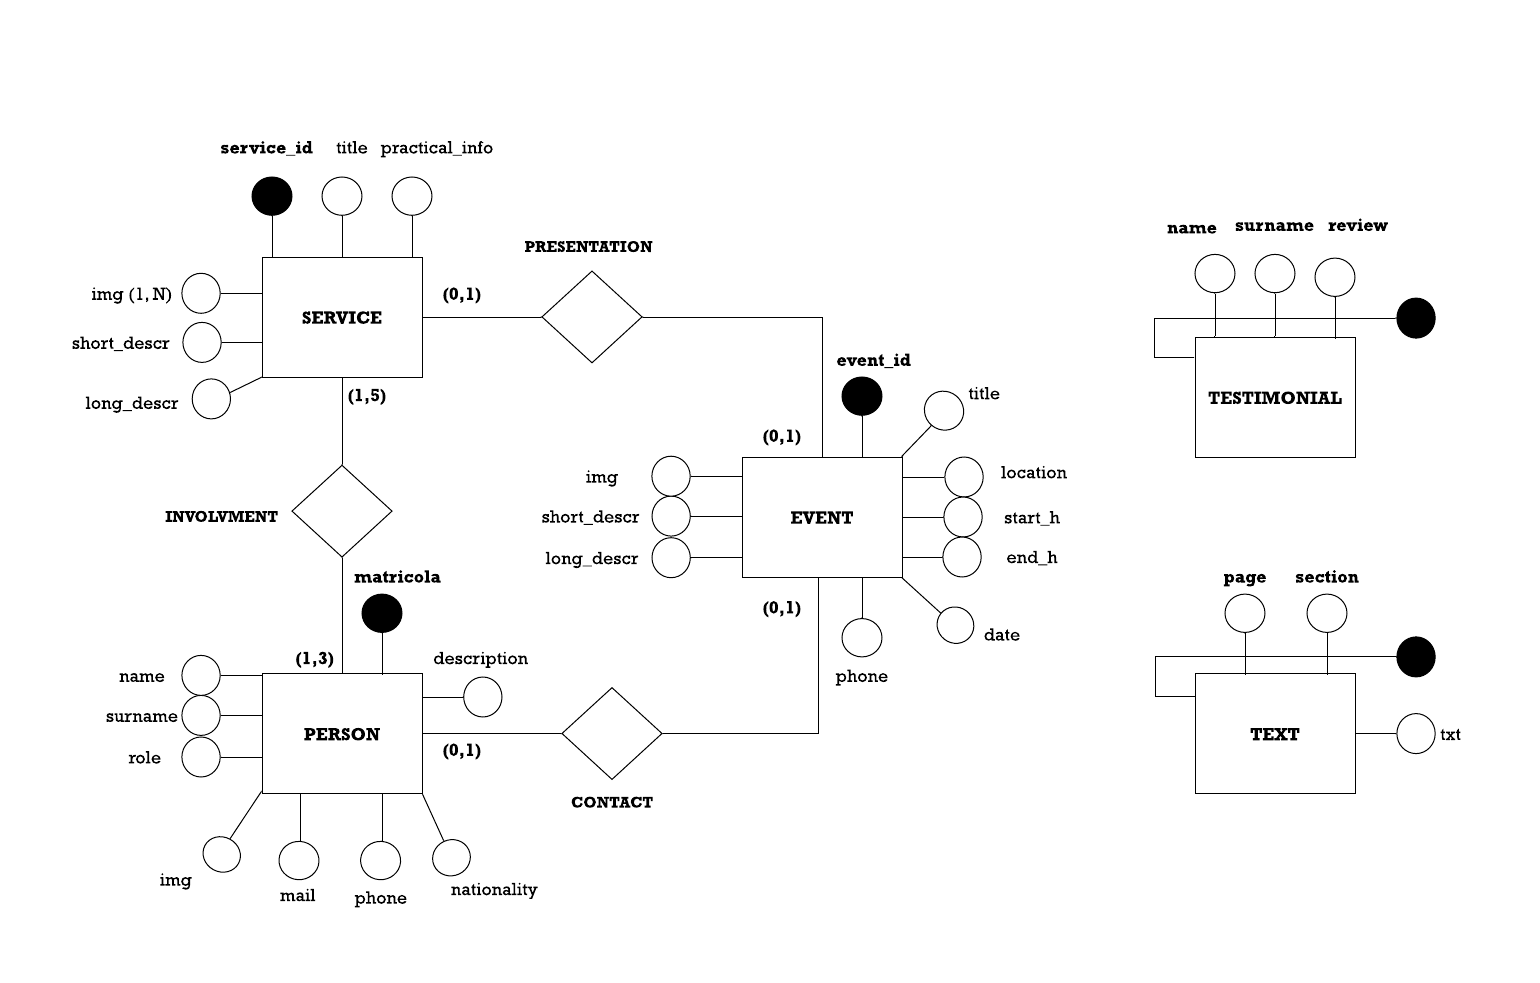 service_id title practical_info
name surname review
PRESENTATION
img (1, N)
(0,1)
SERVICE
short_descr
event_id
title
(1,5)
TESTIMONIAL
long_descr
(0,1)
img
location
INVOLVMENT
short_descr
EVENT
start_h
long_descr
end_h
matricola
page section
(0,1)
date
(1,3)
description
name
phone
surname
PERSON
TEXT
txt
(0,1)
role
CONTACT
img
mail
phone
nationality